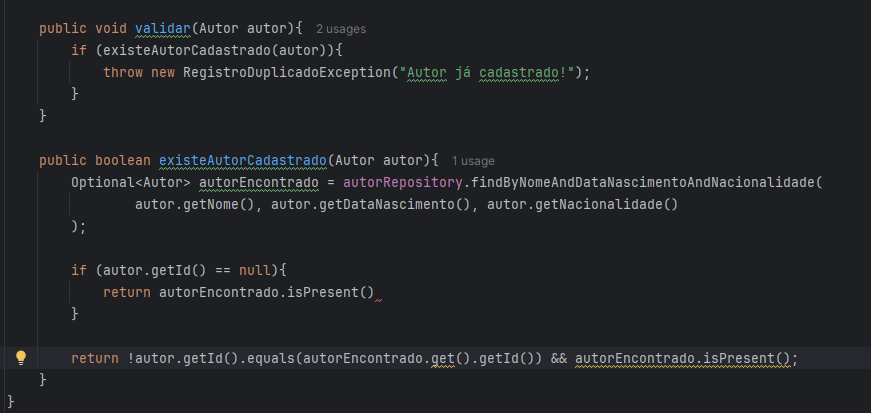 public void validar(Autor autor){ 2 usages
if (existeAutorCadastrado(autor)){
throw new RegistroDuplicadoException("Autor já cadastrado!");
}
}
public boolean existeAutorCadastrado(Autor autor){ 1 usage
Optional<Autor> autorEncontrado = autorRepository.findByNomeAndDataNascimentoAndNacionalidade(
autor.getNome(), autor.getDataNascimento(), autor.getNacionalidade()
);
if (autor.getId() == null){
return autorEncontrado.isPresent()
}
return !autor.getId().equals(autorEncontrado.get().getId()) && autorEncontrado.isPresent();
}
}